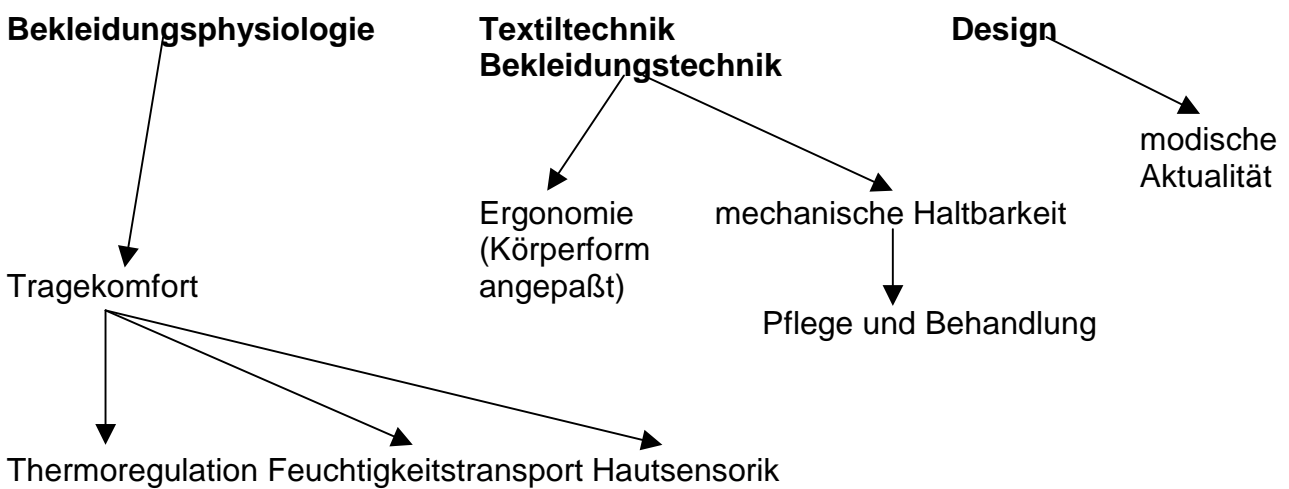 Bekleidungsphysiologie Textiltechnik Design
Bekleidungstechnik
modische
Aktualität
Ergonomie mechanische Haltbarkeit
(Körperform
angepaßt)
Tragekomfort
Pflege und Behandlung
Thermoregulation Feuchtigkeitstransport Hautsensorik